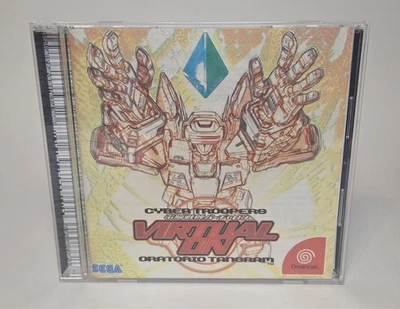 CYBER TROOPERS
VIRTUAL
ON
ORATORIO TANGRAM
SEGA
Dreamcast